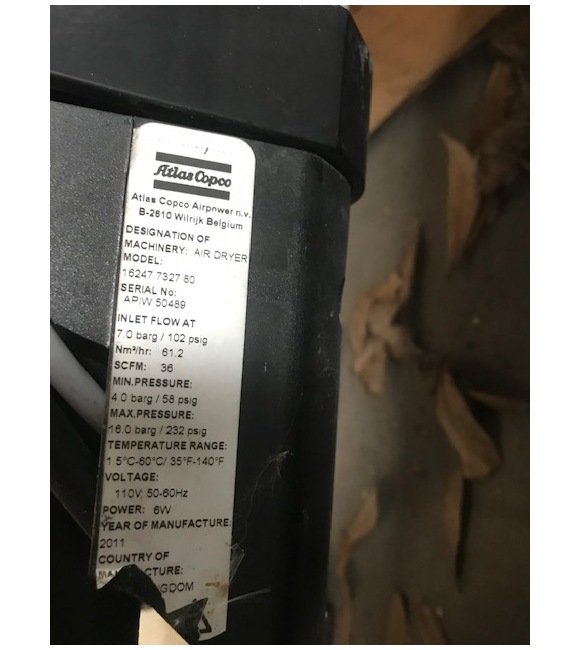 Atlas Copco
Atlas Copco Airpower n.v.
B-2610 Wilrijk Belgium
DESIGNATION OF
MACHINERY: AIR DRYER
MODEL:
16247 7327 80
SERIAL No:
APIW 50489
INLET FLOW AT
7.0 barg / 102 psig
Nm³/hr: 61.2
SCFM: 36
MIN.PRESSURE:
4.0 barg / 58 psig
MAX.PRESSURE:
16.0 barg / 232 psig
TEMPERATURE RANGE:
1.5°C-60°C/ 35°F-140°F
VOLTAGE:
110V, 50-60Hz
POWER: 6W
YEAR OF MANUFACTURE:
2011
COUNTRY OF